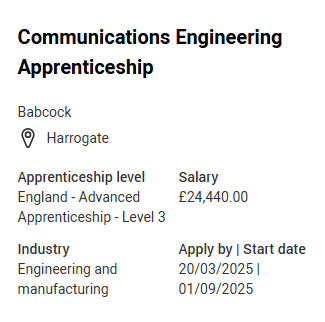 Communications Engineering
Apprenticeship
Babcock
Harrogate
Apprenticeship level
England - Advanced
Apprenticeship - Level 3
Salary
£24,440.00
Industry
Engineering and
manufacturing
Apply by | Start date
20/03/2025 |
01/09/2025